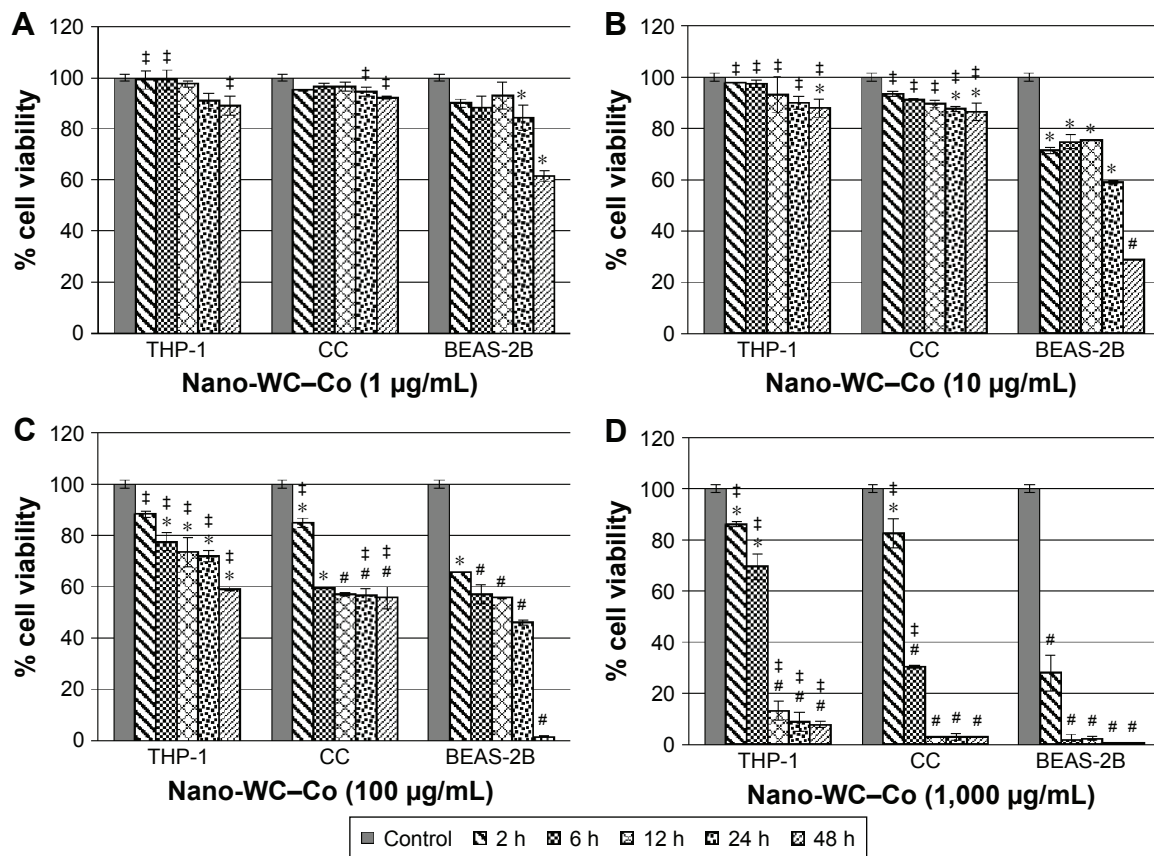 A
120
100
80
60
40
20
0
% cell viability
‡ ‡ ‡ ‡ ‡ * *
THP-1 CC BEAS-2B
Nano-WC–Co (1 µg/mL)
B
120
100
80
60
40
20
0
% cell viability
‡ ‡ ‡ ‡ ‡ * ‡ ‡ ‡ ‡ * ‡ * * * * * #
THP-1 CC BEAS-2B
Nano-WC–Co (10 µg/mL)
C
120
100
80
60
40
20
0
% cell viability
‡ ‡ * ‡ * ‡ * ‡ * ‡ * * # ‡ # ‡ # * # # # #
THP-1 CC BEAS-2B
Nano-WC–Co (100 µg/mL)
D
120
100
80
60
40
20
0
% cell viability
‡ * ‡ * ‡ # ‡ # ‡ # ‡ * ‡ # # # # # # # # #
THP-1 CC BEAS-2B
Nano-WC–Co (1,000 µg/mL)
Control 2 h 6 h 12 h 24 h 48 h